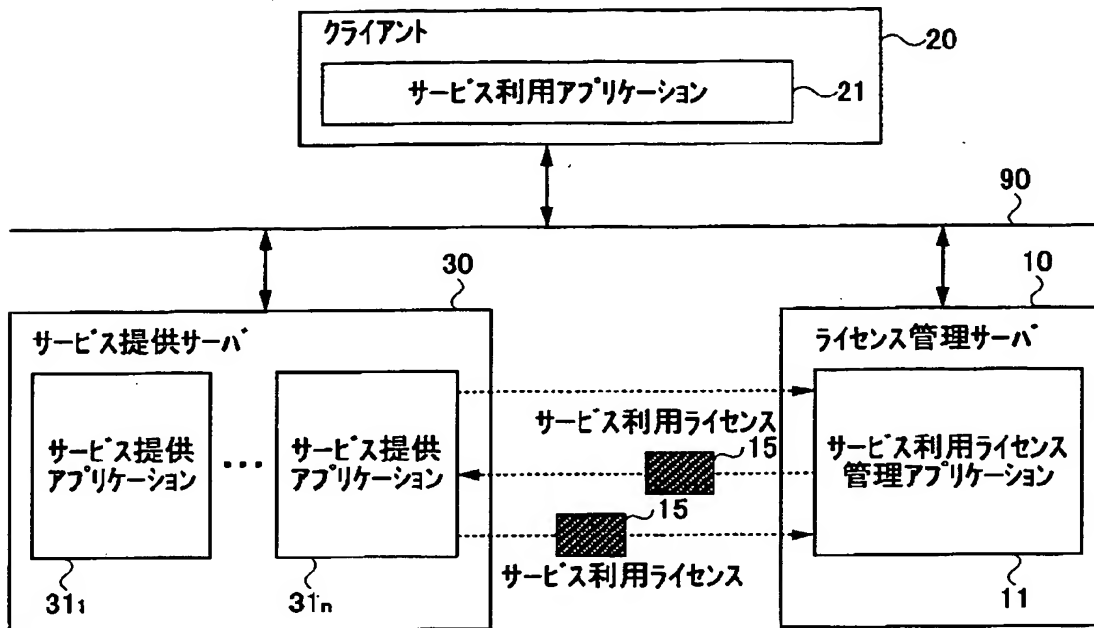 クライアント
20
サービス利用アプリケーション
21
90
30
10
サービス提供サーバ
ライセンス管理サーバ
サービス提供
アプリケーション
...
サービス提供
アプリケーション
サービス利用ライセンス
15
サービス利用ライセンス
管理アプリケーション
15
サービス利用ライセンス
31₁
31ₙ
11